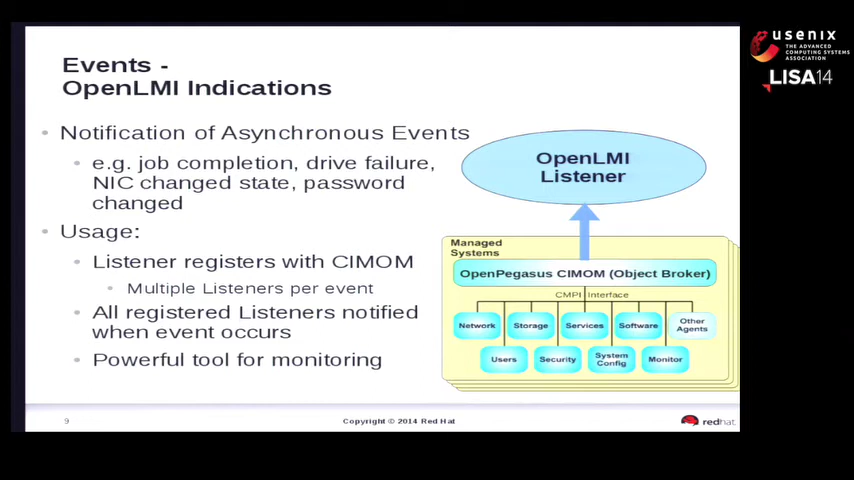 Events -
OpenLMI Indications
Notification of Asynchronous Events
e.g. job completion, drive failure,
NIC changed state, password
changed
Usage:
Listener registers with CIMOM
Multiple Listeners per event
All registered Listeners notified
when event occurs
Powerful tool for monitoring
OpenLMI
Listener
Managed
Systems
OpenPegasus CIMOM (Object Broker)
CMPI Interface
Network
Storage
Services
Software
Other
Agents
Users
Security
System
Config
Monitor
9
Copyright © 2014 Red Hat
redhat
usenix
THE ADVANCED
COMPUTING SYSTEMS
ASSOCIATION
LISA14